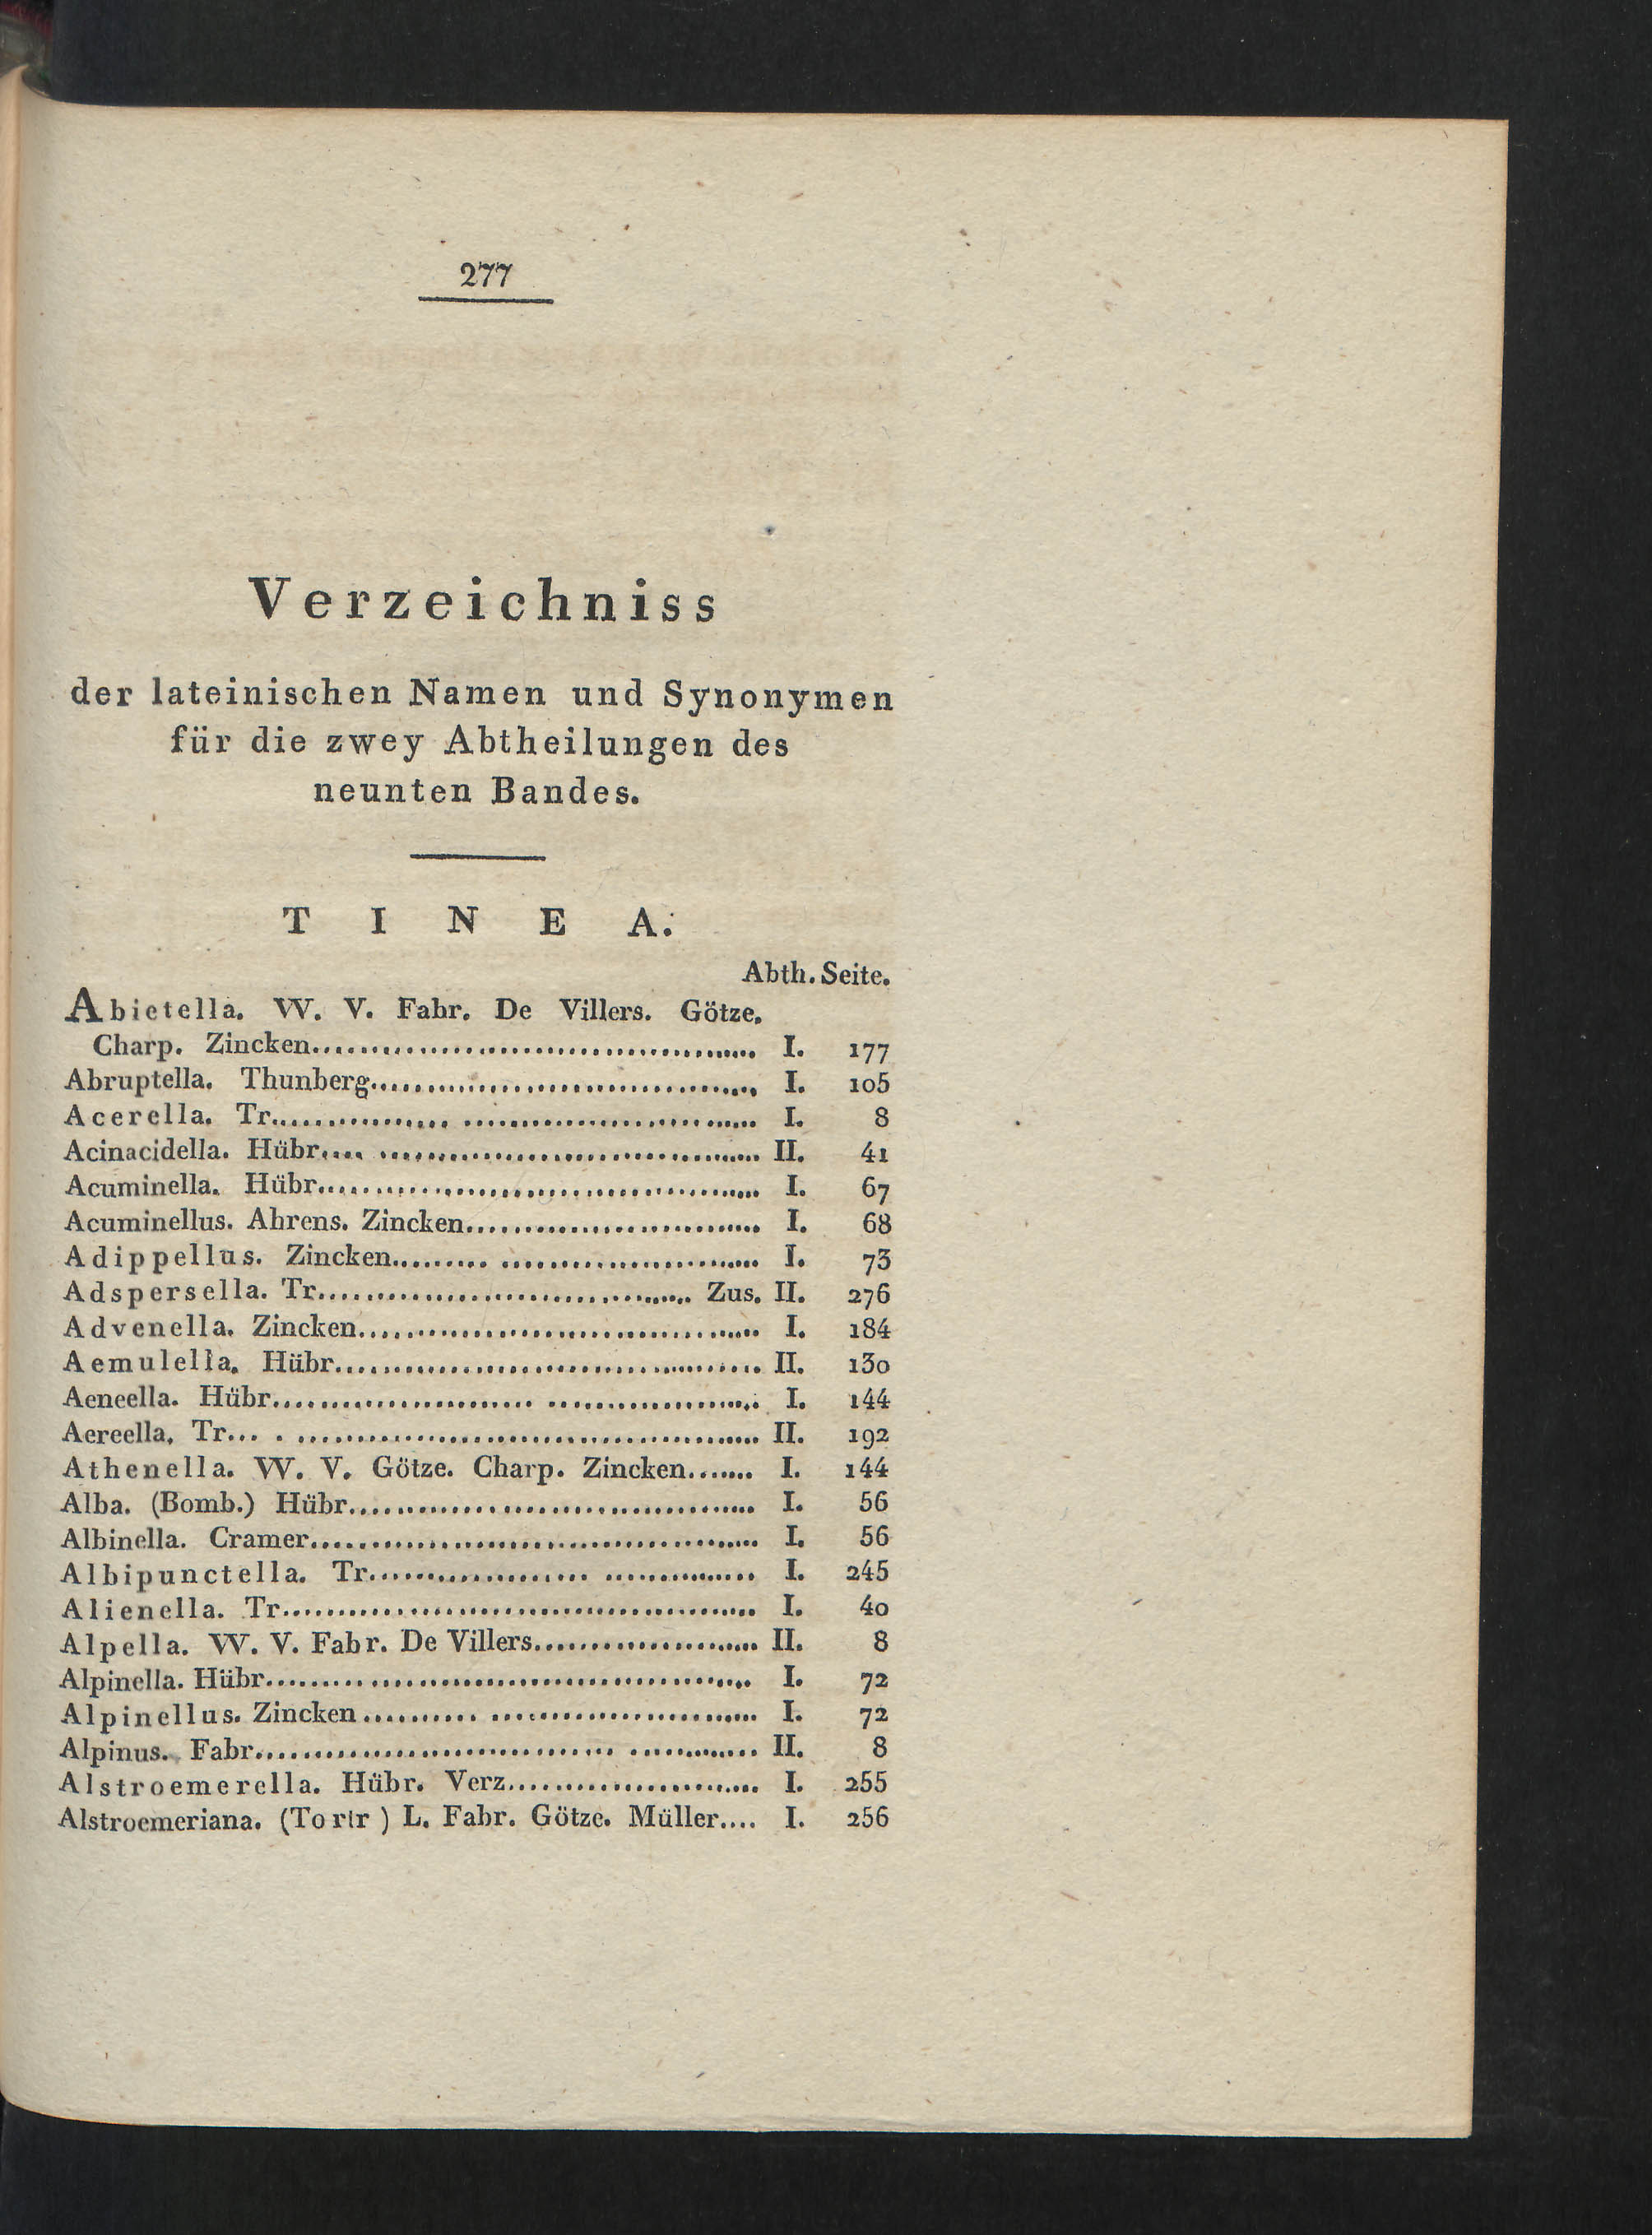 277
Verzeichniss
der lateinischen Namen und Synonymen
für die zwey Abtheilungen des
neunten Bandes.
TINEA.
Abth. Seite.
Abietella. W. V. Fabr. De Villers. Götze.
Charp. Zincken........................................ I. 177
Abruptella. Thunberg.................................. I. 105
Acerella. Tr............... ......................... I. 8
Acinacidella. Hübr.... ................................ II. 41
Acuminella. Hübr...................................... I. 67
Acuminellus. Ahrens. Zincken.......................... I. 68
Adippellus. Zincken......... ....................... I. 73
Adspersella. Tr................................ Zus. II. 276
Advenella. Zincken................................... I. 184
Aemulella. Hübr...................................... II. 130
Aeneella. Hübr....................... ................... I. 144
Aereella. Tr... . ....................................... II. 192
Athenella. W. V. Götze. Charp. Zincken....... I. 144
Alba. (Bomb.) Hübr................................... I. 56
Albinella. Cramer....................................... I. 56
Albipunctella. Tr................... ............... I. 245
Alienella. Tr.......................................... I. 40
Alpella. W. V. Fabr. De Villers...................... II. 8
Alpinella. Hübr......... ................................ I. 72
Alpinellus. Zincken.......... ........................ I. 72
Alpinus. Fabr............................... ............. II. 8
Alstroemerella. Hübr. Verz........................ I. 255
Alstroemeriana. (Tortr ) L. Fabr. Götze. Müller.... I. 256